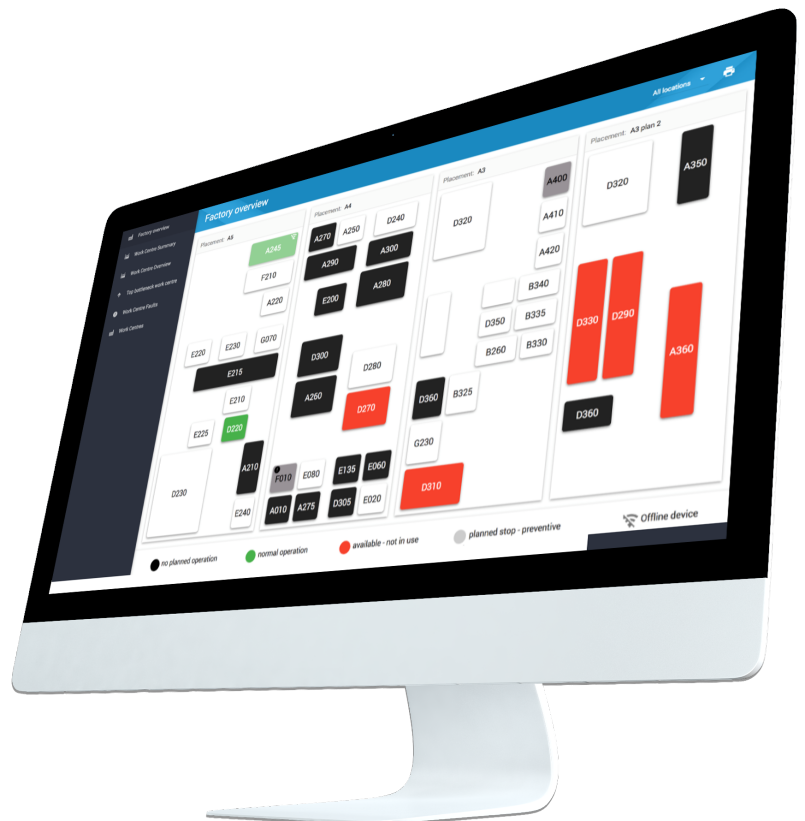 All locations
Factory overview
Factory overview
Work Centre Summary
Work Centre Overview
Top bottleneck work centre
Work Centre Faults
Work Centres
Placement: A5
A245
F210
A220
E220
E230
G070
E215
E210
E225
D220
A210
D230
E240
Placement: A4
A270
A250
D240
A290
A300
E200
A280
D300
D280
A260
D270
F010
E080
E135
E060
A010
A275
D305
E020
Placement: A3
D320
A400
A410
A420
B340
D350
B335
B260
B330
D360
B325
G230
D310
Placement: A3 plan 2
D320
A350
D330
D290
A360
D360
no planned operation
normal operation
available - not in use
planned stop - preventive
Offline device